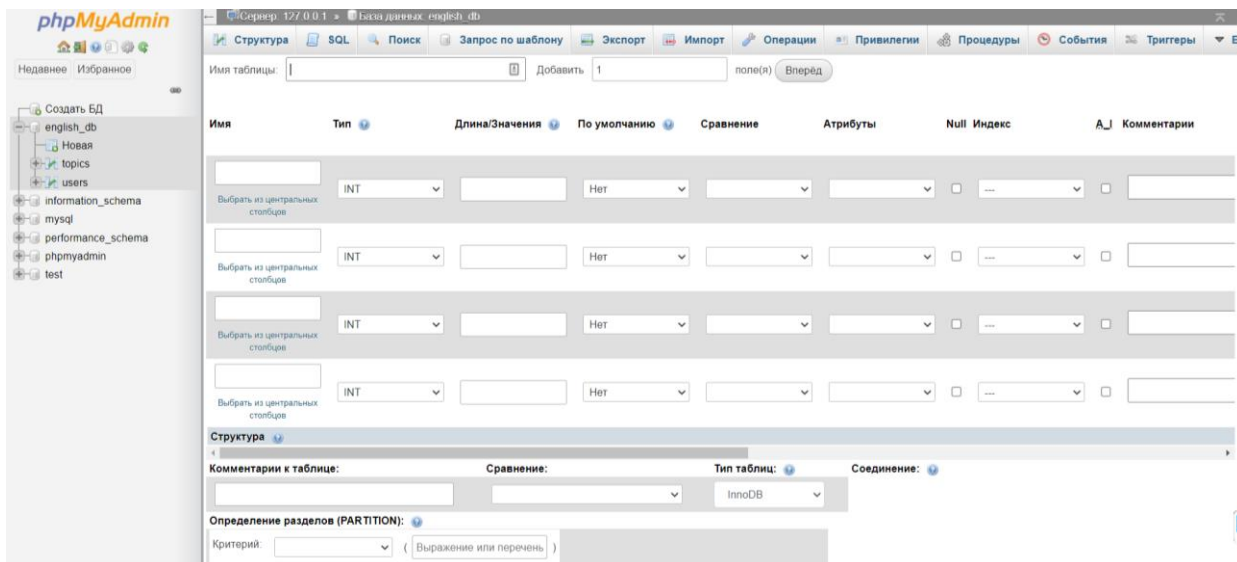 phpMyAdmin
Недавнее Избранное
Создать БД
english_db
Новая
topics
users
information_schema
mysql
performance_schema
phpmyadmin
test
Сервер: 127.0.0.1 » База данных: english_db
Структура SQL Поиск Запрос по шаблону Экспорт Импорт Операции Привилегии Процедуры События Триггеры
Имя таблицы: Добавить 1 поле(я) Вперёд
Имя Тип Длина/Значения По умолчанию Сравнение Атрибуты Null Индекс A_I Комментарии
INT Нет ---
Выбрать из центральных
столбцов
INT Нет ---
Выбрать из центральных
столбцов
INT Нет ---
Выбрать из центральных
столбцов
INT Нет ---
Выбрать из центральных
столбцов
Структура
Комментарии к таблице: Сравнение: Тип таблиц: Соединение:
InnoDB
Определение разделов (PARTITION):
Критерий: ( Выражение или перечень )